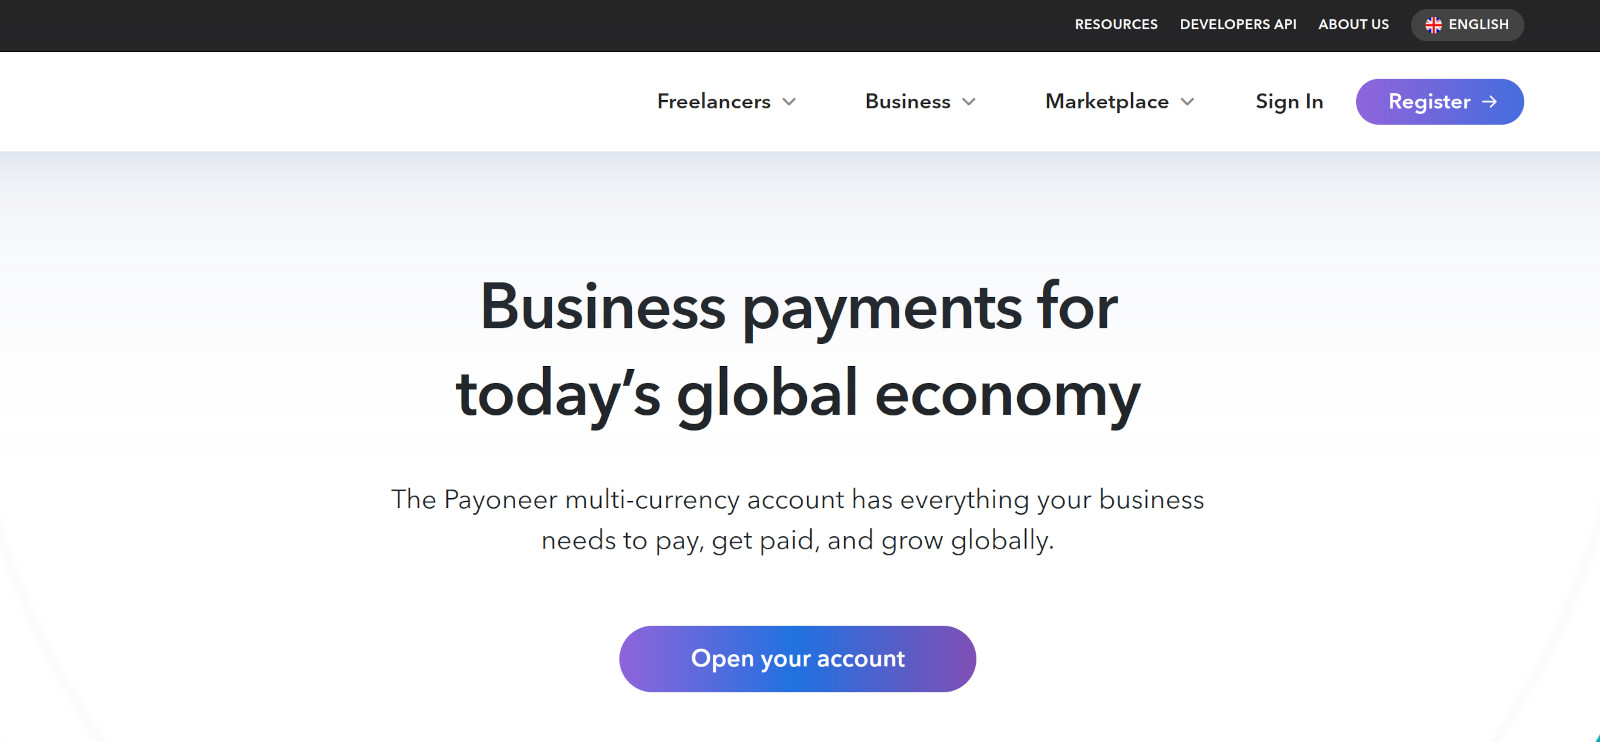 RESOURCES DEVELOPERS API ABOUT US ENGLISH
Freelancers Business Marketplace Sign In Register →
Business payments for
today’s global economy
The Payoneer multi-currency account has everything your business
needs to pay, get paid, and grow globally.
Open your account